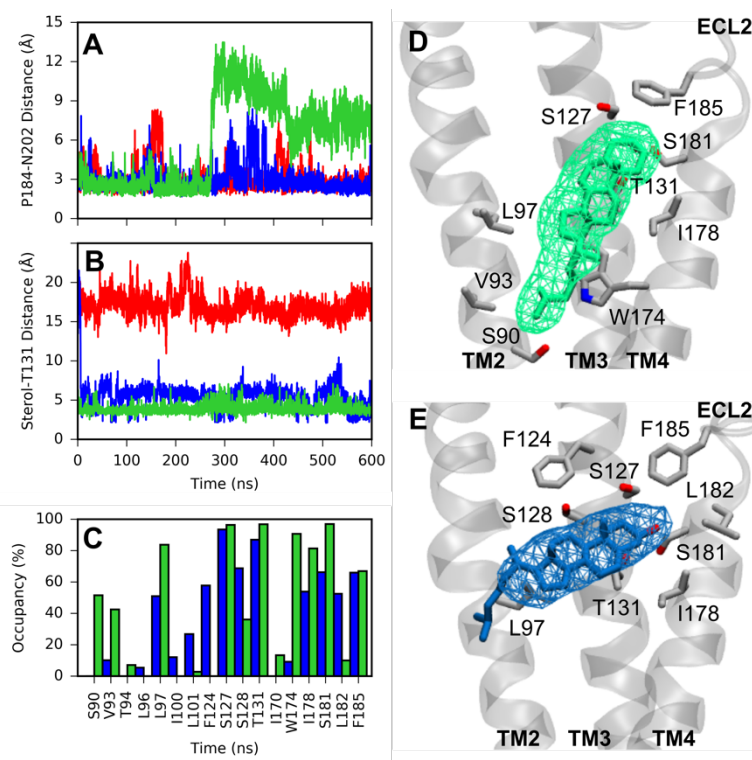 A
P184-N202 Distance (Å)
15
12
9
6
3
0
B
Sterol-T131 Distance (Å)
20
15
10
5
0
0 100 200 300 400 500 600
Time (ns)
C
Occupancy (%)
100
80
60
40
20
0
S90
V93
T94
L96
L97
I100
L101
F124
S127
S128
T131
I170
W174
I178
S181
L182
F185
Time (ns)
D
ECL2
F185
S127
S181
T131
L97
I178
V93
W174
S90
TM2 TM3 TM4
E
ECL2
F124
F185
S127
L182
S128
S181
T131
I178
L97
TM2 TM3 TM4